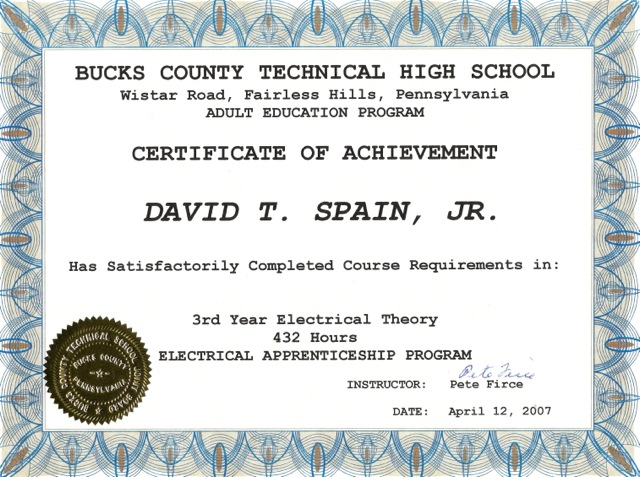 BUCKS COUNTY TECHNICAL HIGH SCHOOL
Wistar Road, Fairless Hills, Pennsylvania
ADULT EDUCATION PROGRAM
CERTIFICATE OF ACHIEVEMENT
DAVID T. SPAIN, JR.
Has Satisfactorily Completed Course Requirements in:
3rd Year Electrical Theory
432 Hours
ELECTRICAL APPRENTICESHIP PROGRAM
Pete Firce
INSTRUCTOR: Pete Firce
DATE: April 12, 2007
BUCKS COUNTY TECHNICAL SCHOOL JOINT BOARD
BUCKS COUNTY
PENNSYLVANIA